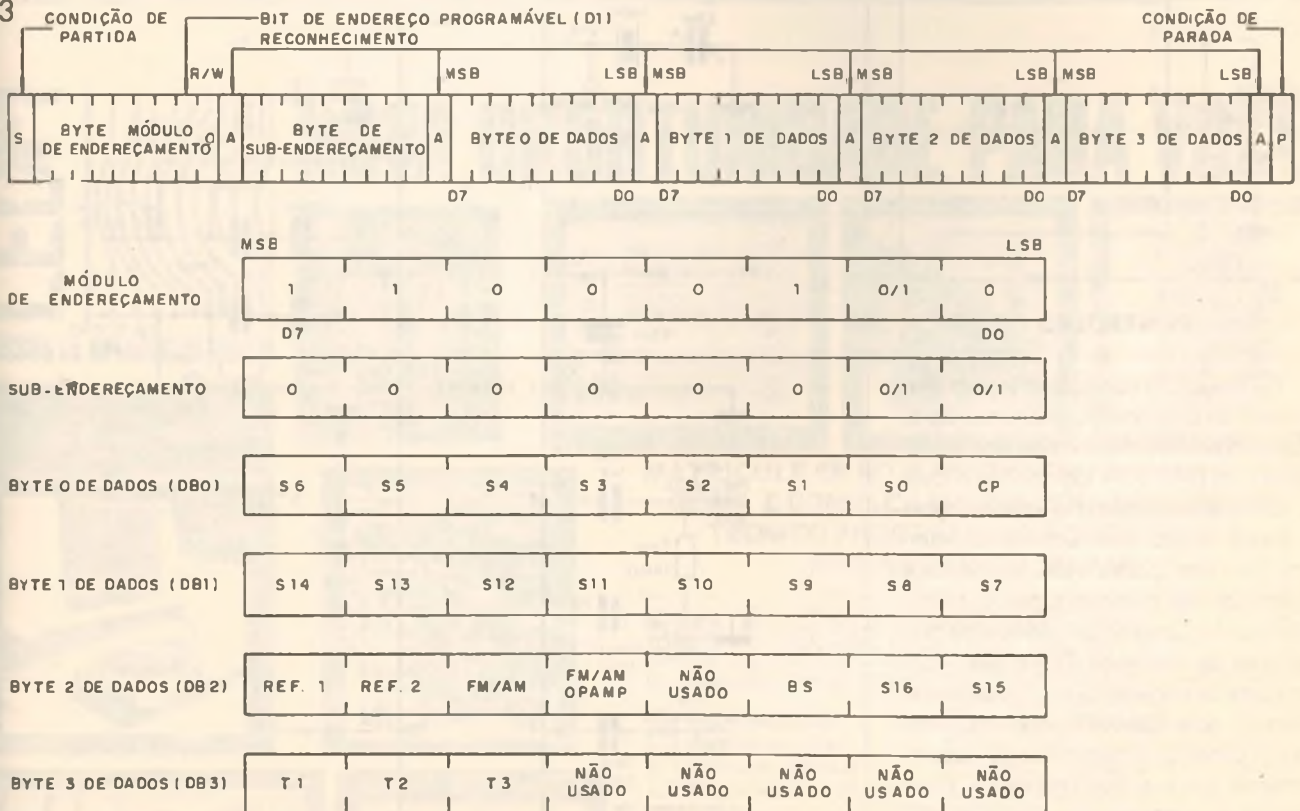 3
CONDIÇÃO DE PARTIDA
BIT DE ENDEREÇO PROGRAMÁVEL (D1)
RECONHECIMENTO
CONDIÇÃO DE PARADA
R/W MSB LSB MSB LSB MSB LSB MSB LSB
S BYTE MÓDULO DE ENDEREÇAMENTO 0 A BYTE DE SUB-ENDEREÇAMENTO A BYTE 0 DE DADOS A BYTE 1 DE DADOS A BYTE 2 DE DADOS A BYTE 3 DE DADOS A P
D7 D0 D7 D0 D7 D0 D7 D0
MSB LSB
MÓDULO DE ENDEREÇAMENTO 1 1 0 0 0 1 0/1 0
D7 D0
SUB-ENDEREÇAMENTO 0 0 0 0 0 0 0/1 0/1
BYTE 0 DE DADOS (DB0) S6 S5 S4 S3 S2 S1 S0 CP
BYTE 1 DE DADOS (DB1) S14 S13 S12 S11 S10 S9 S8 S7
BYTE 2 DE DADOS (DB2) REF. 1 REF. 2 FM/AM FM/AM OPAMP NÃO USADO BS S16 S15
BYTE 3 DE DADOS (DB3) T1 T2 T3 NÃO USADO NÃO USADO NÃO USADO NÃO USADO NÃO USADO